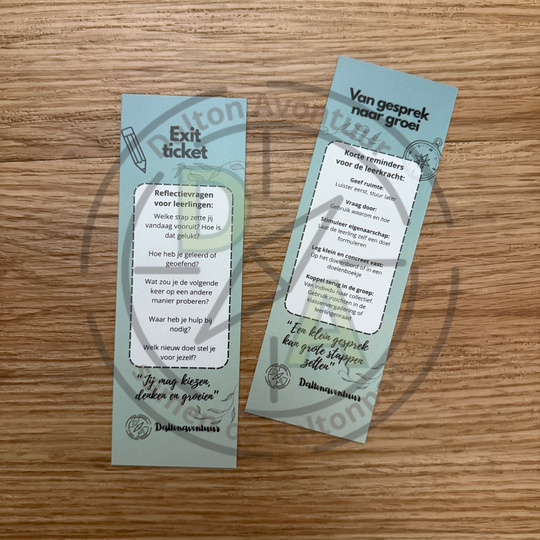 Exit
ticket
Reflectievragen
voor leerlingen:
Welke stap zette jij
vandaag vooruit? Hoe is
dat gelukt?
Hoe heb je geleerd of
geoefend?
Wat zou je de volgende
keer op een andere
manier proberen?
Waar heb je hulp bij
nodig?
Welk nieuw doel stel je
voor jezelf?
"Jij mag kiezen,
denken en groeien"
Daltonavontuur
Van gesprek
naar groei
Korte reminders
voor de leerkracht:
Geef ruimte:
Luister eerst, stuur later
Vraag door:
Gebruik waarom en hoe
Stimuleer eigenaarschap:
Laat de leerling zelf een doel
formuleren
Leg klein en concreet vast:
Op het doelenbord of in een
doelenboekje
Koppel terug in de groep:
Van individu naar collectief.
Gebruik inzichten in de
klassenvergadering of
leerlingenraad
"Een klein gesprek
kan grote stappen
zetten"
Daltonavontuur
Dalton Avontuur